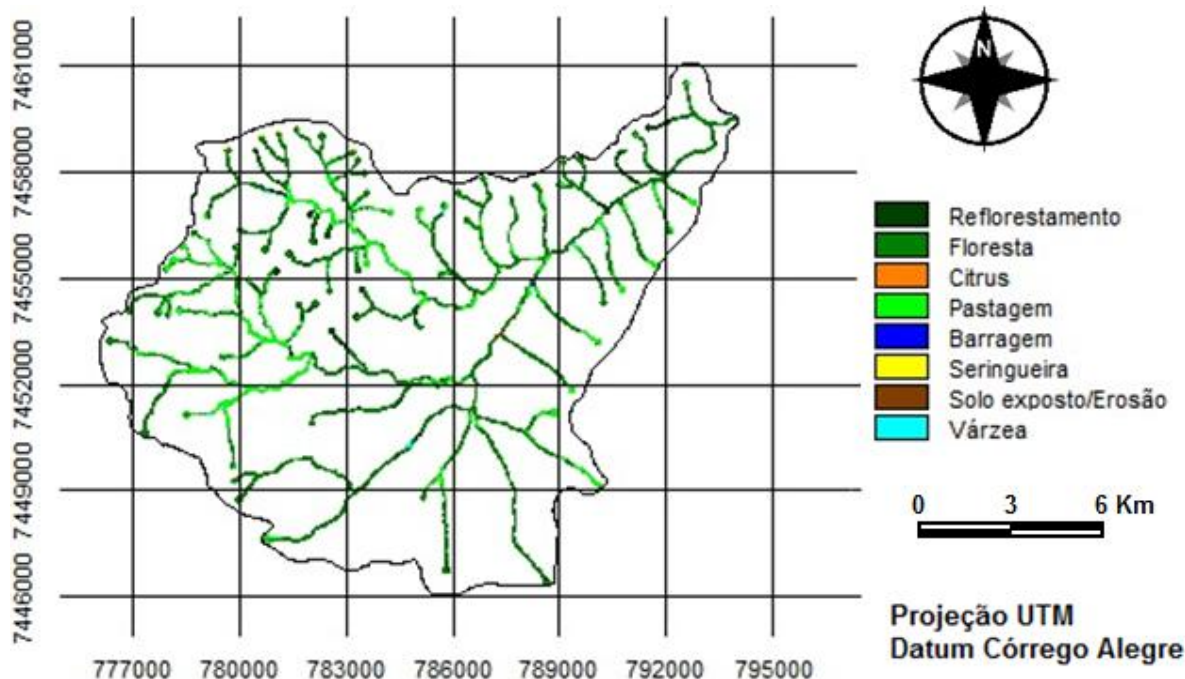 N
7461000
7458000
7455000
7452000
7449000
7446000
777000 780000 783000 786000 789000 792000 795000
Reflorestamento
Floresta
Citrus
Pastagem
Barragem
Seringueira
Solo exposto/Erosão
Várzea
0 3 6 Km
Projeção UTM
Datum Córrego Alegre